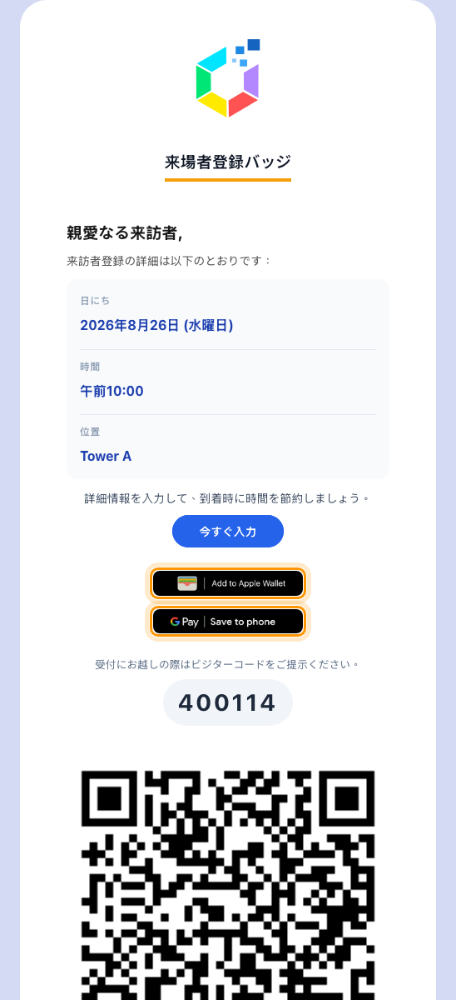 来場者登録バッジ
親愛なる来訪者,
来訪者登録の詳細は以下のとおりです：
日にち
2026年8月26日 (水曜日)
時間
午前10:00
位置
Tower A
詳細情報を入力して、到着時に時間を節約しましょう。
今すぐ入力
Add to Apple Wallet
G Pay Save to phone
受付にお越しの際はビジターコードをご提示ください。
400114